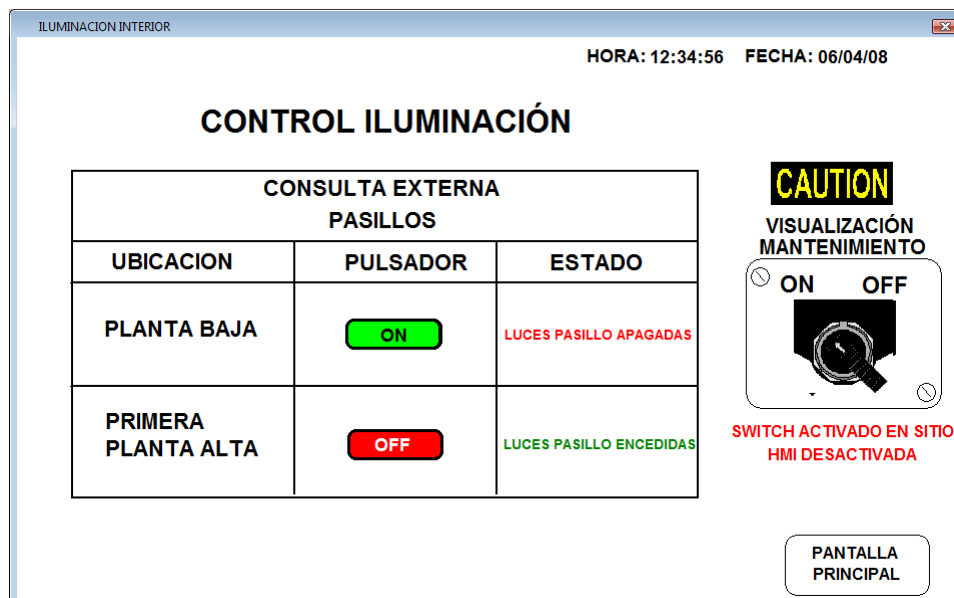 ILUMINACION INTERIOR
HORA: 12:34:56 FECHA: 06/04/08
CONTROL ILUMINACIÓN
CONSULTA EXTERNA
PASILLOS
UBICACION PULSADOR ESTADO
PLANTA BAJA ON LUCES PASILLO APAGADAS
PRIMERA
PLANTA ALTA OFF LUCES PASILLO ENCEDIDAS
CAUTION
VISUALIZACIÓN
MANTENIMIENTO
ON OFF
SWITCH ACTIVADO EN SITIO
HMI DESACTIVADA
PANTALLA
PRINCIPAL